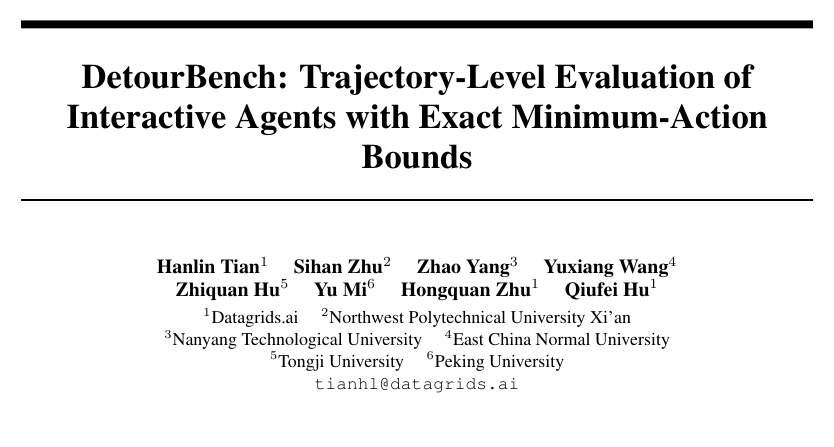 DetourBench: Trajectory-Level Evaluation of
Interactive Agents with Exact Minimum-Action
Bounds
Hanlin Tian¹ Sihan Zhu² Zhao Yang³ Yuxiang Wang⁴
Zhiquan Hu⁵ Yu Mi⁶ Hongquan Zhu¹ Qiufei Hu¹
¹Datagrids.ai ²Northwest Polytechnical University Xi'an
³Nanyang Technological University ⁴East China Normal University
⁵Tongji University ⁶Peking University
tianhl@datagrids.ai